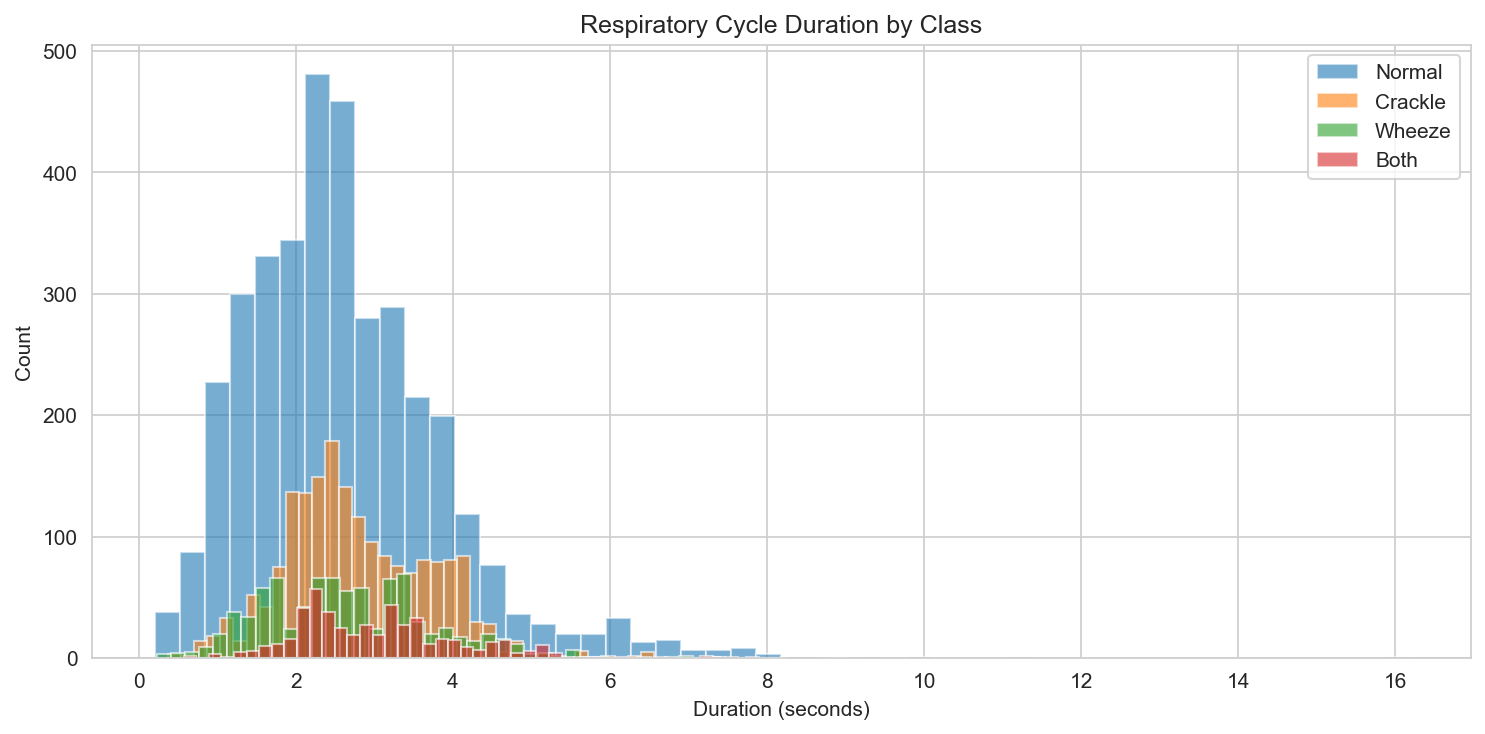 Respiratory Cycle Duration by Class
500
400
300
200
100
0
Count
Normal
Crackle
Wheeze
Both
0 2 4 6 8 10 12 14 16
Duration (seconds)